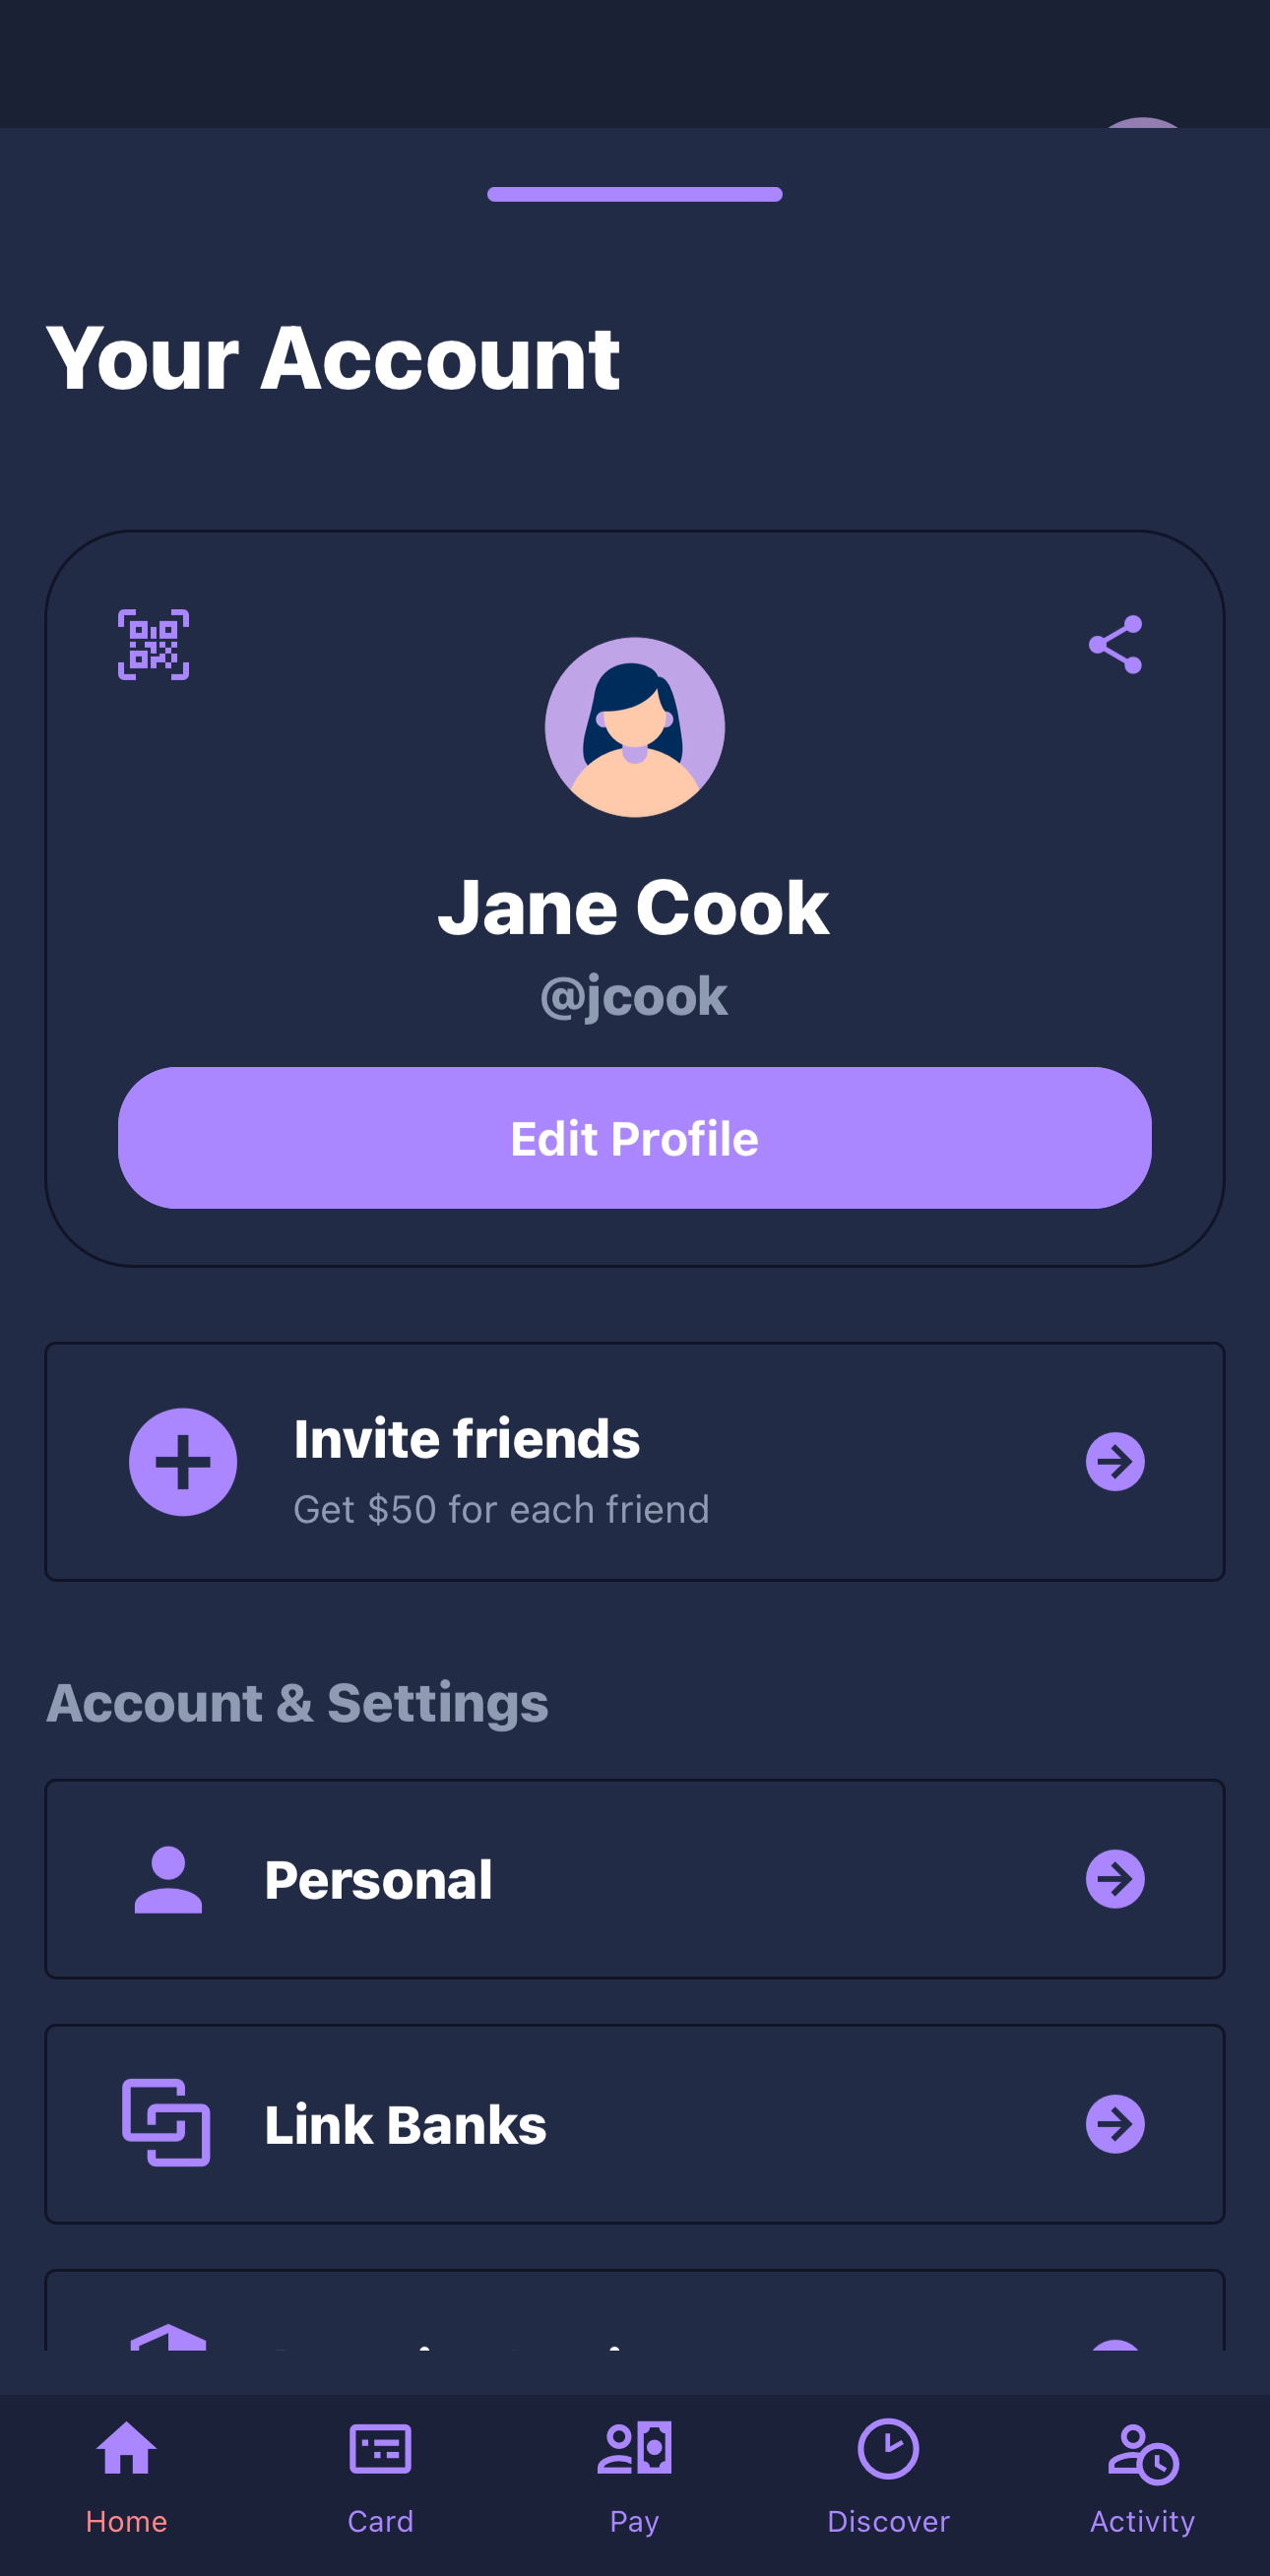 Your Account
Jane Cook
@jcook
Edit Profile
Invite friends
Get $50 for each friend
Account & Settings
Personal
Link Banks
Home
Card
Pay
Discover
Activity